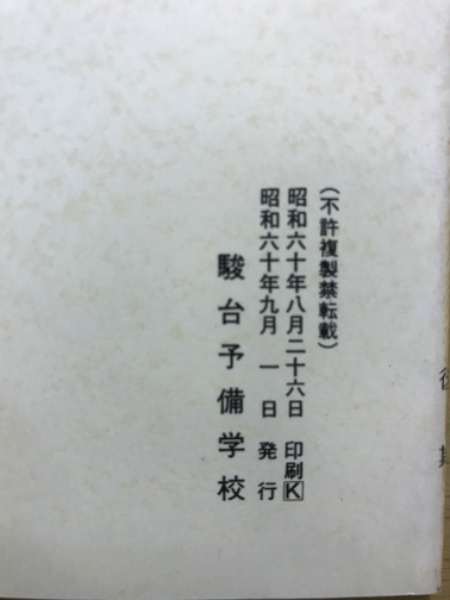 （不許複製禁転載）
昭和六十年八月二十六日 印刷K
昭和六十年九月 一 日 発行
駿台予備学校